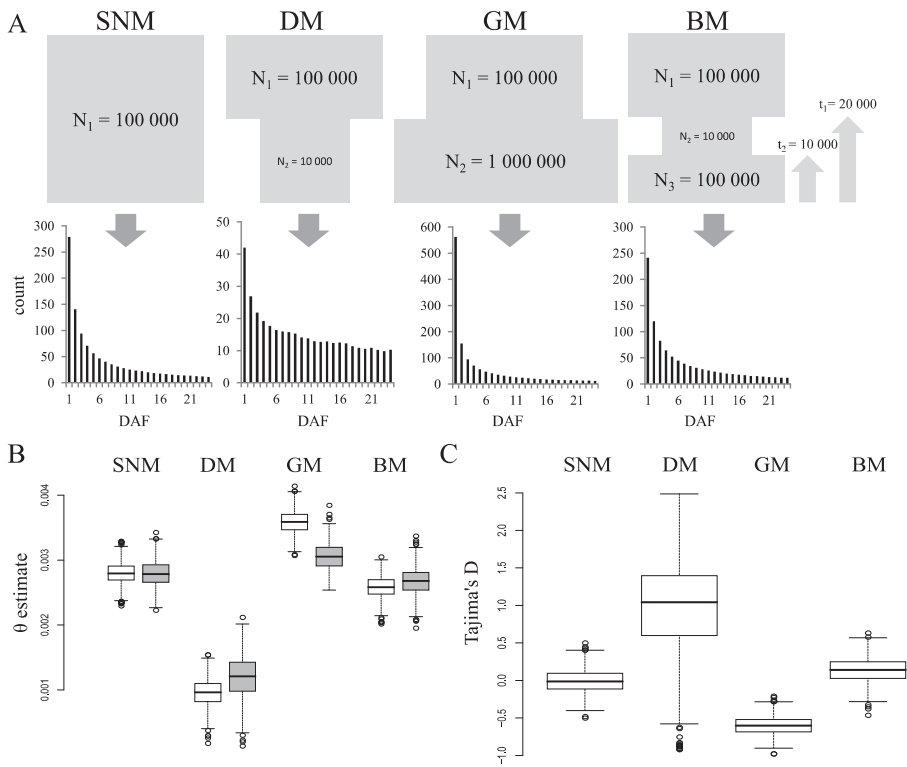 A
SNM DM GM BM
N1 = 100 000
N1 = 100 000
N2 = 10 000
N1 = 100 000
N2 = 1 000 000
N1 = 100 000
N2 = 10 000
N3 = 100 000
t1= 20 000
t2 = 10 000
count
300
250
200
150
100
50
0
1 6 11 16 21
DAF
50
40
30
20
10
0
1 6 11 16 21
DAF
600
500
400
300
200
100
0
1 6 11 16 21
DAF
300
250
200
150
100
50
0
1 6 11 16 21
DAF
B
SNM DM GM BM
θ estimate
0.004
0.003
0.002
0.001
C
SNM DM GM BM
Tajima's D
2.5
2.0
1.5
1.0
0.5
0.0
−0.5
−1.0